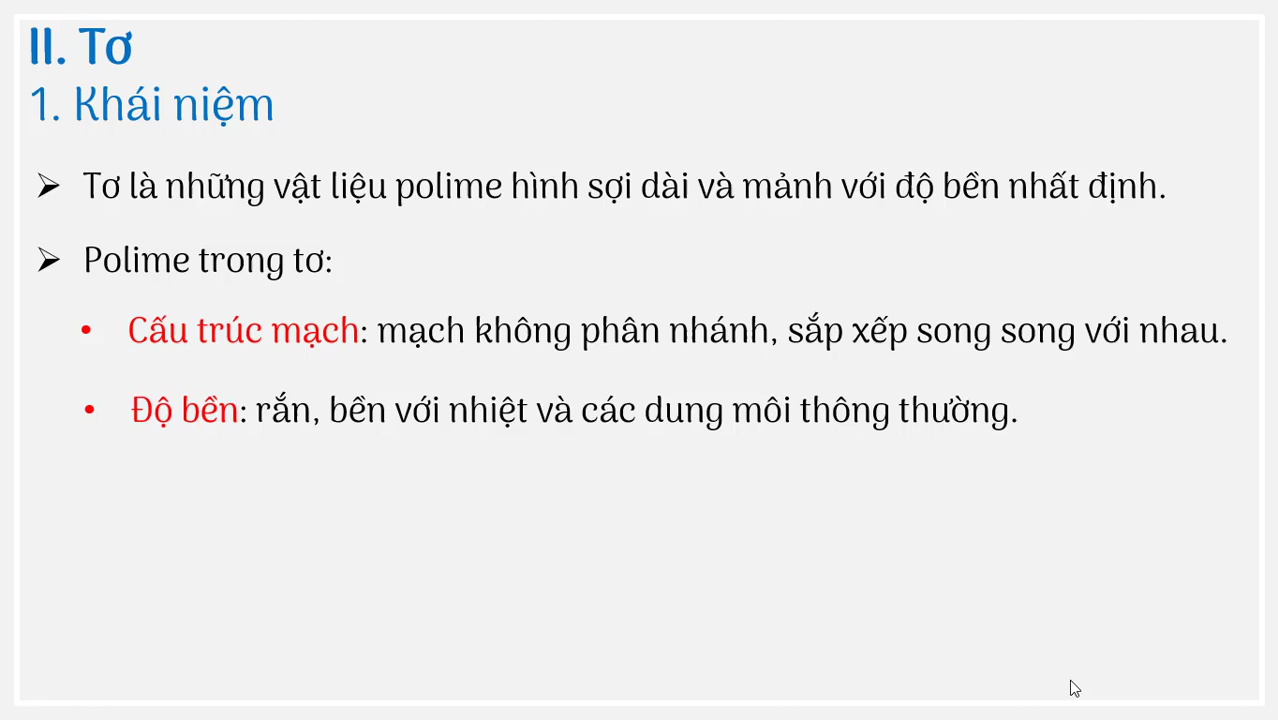 II. Tơ
1. Khái niệm
➢ Tơ là những vật liệu polime hình sợi dài và mảnh với độ bền nhất định.
➢ Polime trong tơ:
• Cấu trúc mạch: mạch không phân nhánh, sắp xếp song song với nhau.
• Độ bền: rắn, bền với nhiệt và các dung môi thông thường.